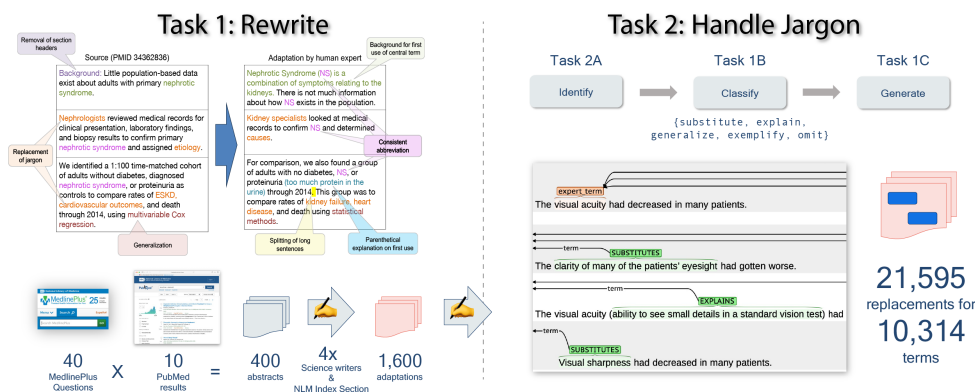 Task 1: Rewrite
Removal of section
headers
Source (PMID 34362836)
Background: Little population-based data
exist about adults with primary nephrotic
syndrome.
Nephrologists reviewed medical records for
clinical presentation, laboratory findings,
and biopsy results to confirm primary
nephrotic syndrome and assigned etiology.
Replacement
of jargon
We identified a 1:100 time-matched cohort
of adults without diabetes, diagnosed
nephrotic syndrome, or proteinuria as
controls to compare rates of ESKD,
cardiovascular outcomes, and death
through 2014, using multivariable Cox
regression.
Generalization
Adaptation by human expert
Background for first
use of central term
Nephrotic Syndrome (NS) is a
combination of symptoms relating to the
kidneys. There is not much information
about how NS exists in the population.
Kidney specialists looked at medical
records to confirm NS and determined
causes.
Consistent
abbreviation
For comparison, we also found a group
of adults with no diabetes, NS, or
proteinuria (too much protein in the
urine) through 2014. This group was to
compare rates of kidney failure, heart
disease, and death using statistical
methods.
Splitting of long
sentences
Parenthetical
explanation on first use
MedlinePlus
25
40
MedlinePlus
Questions
X
10
PubMed
results
=
400
abstracts
4x
Science writers
&
NLM Index Section
1,600
adaptations
Task 2: Handle Jargon
Task 2A
Task 1B
Task 1C
Identify
Classify
Generate
{substitute, explain,
generalize, exemplify, omit}
expert_term
The visual acuity had decreased in many patients.
term
SUBSTITUTES
The clarity of many of the patients' eyesight had gotten worse.
term
EXPLAINS
The visual acuity (ability to see small details in a standard vision test) had
term
SUBSTITUTES
Visual sharpness had decreased in many patients.
21,595
replacements for
10,314
terms